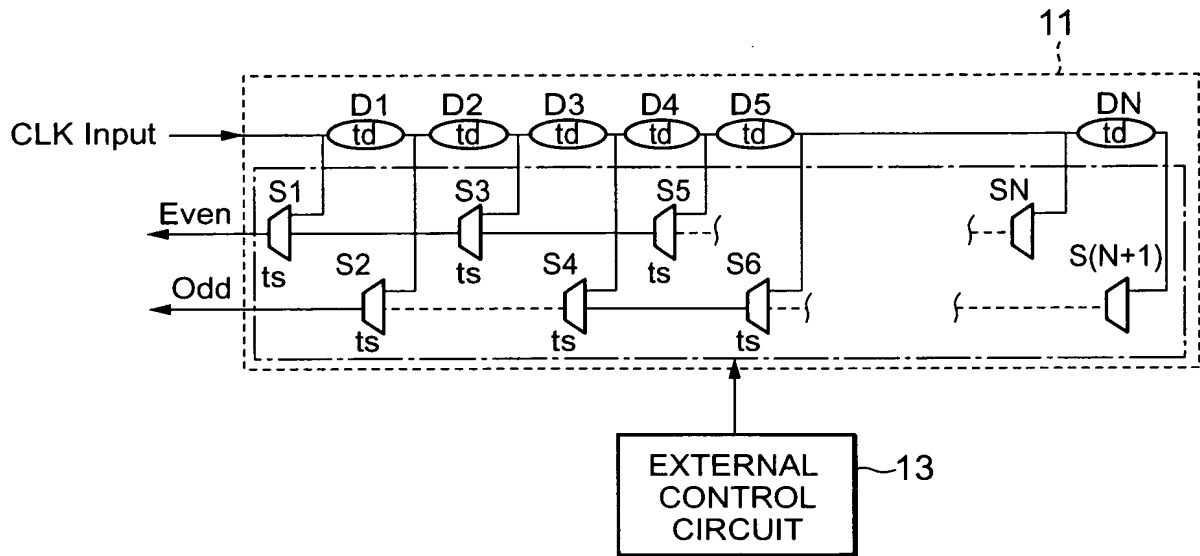 11
D1 D2 D3 D4 D5 DN
CLK Input td td td td td td
S1 S3 S5 SN
Even
ts ts ts
S2 S4 S6 S(N+1)
Odd
ts ts ts
EXTERNAL
CONTROL
CIRCUIT
13